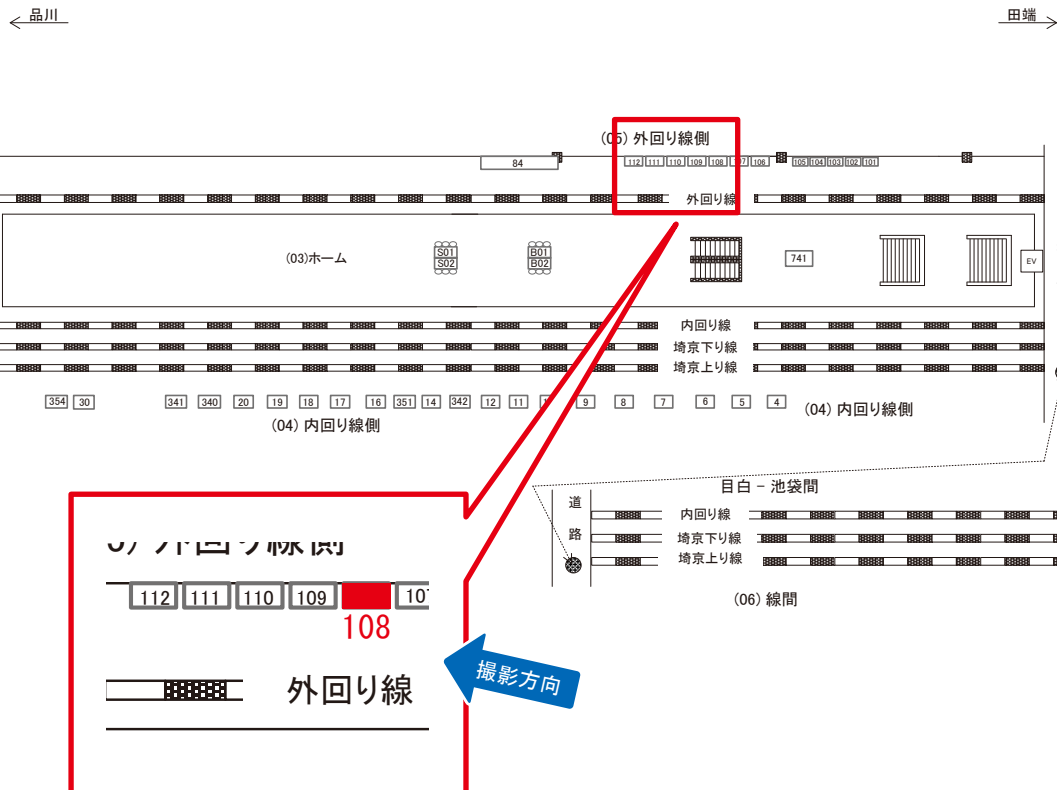 品川
田端
(05) 外回り線側
84
112 111 110 109 108 107 106 105 104 103 102 101
外回り線
(03)ホーム
S01
S02
B01
B02
741
EV
内回り線
埼京下り線
埼京上り線
354 30 341 340 20 19 18 17 16 351 14 342 12 11 9 8 7 6 5 4
(04) 内回り線側
(04) 内回り線側
目白 − 池袋間
道路
内回り線
埼京下り線
埼京上り線
(06) 線間
5) 外回り線側
112 111 110 109 107
108
撮影方向
外回り線